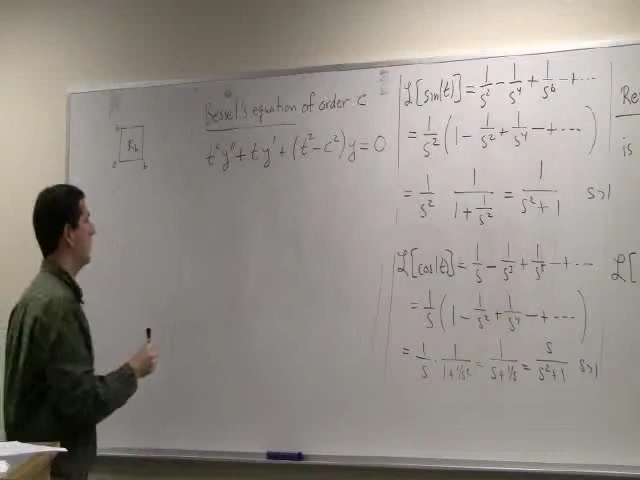 b
R_b
0 b
Bessel's equation of order c
t²y'' + ty' + (t² - c²)y = 0
L[sin(t)] = 1/s² - 1/s⁴ + 1/s⁶ - + ...
= 1/s² (1 - 1/s² + 1/s⁴ - + ...)
= 1/s² · 1/(1 + 1/s²) = 1/(s²+1) s>1
L[cos(t)] = 1/s - 1/s³ + 1/s⁵ - + ...
= 1/s (1 - 1/s² + 1/s⁴ - + ...)
= 1/s · 1/(1 + 1/s²) = 1/(s + 1/s) = s/(s²+1) s>1
is
L[